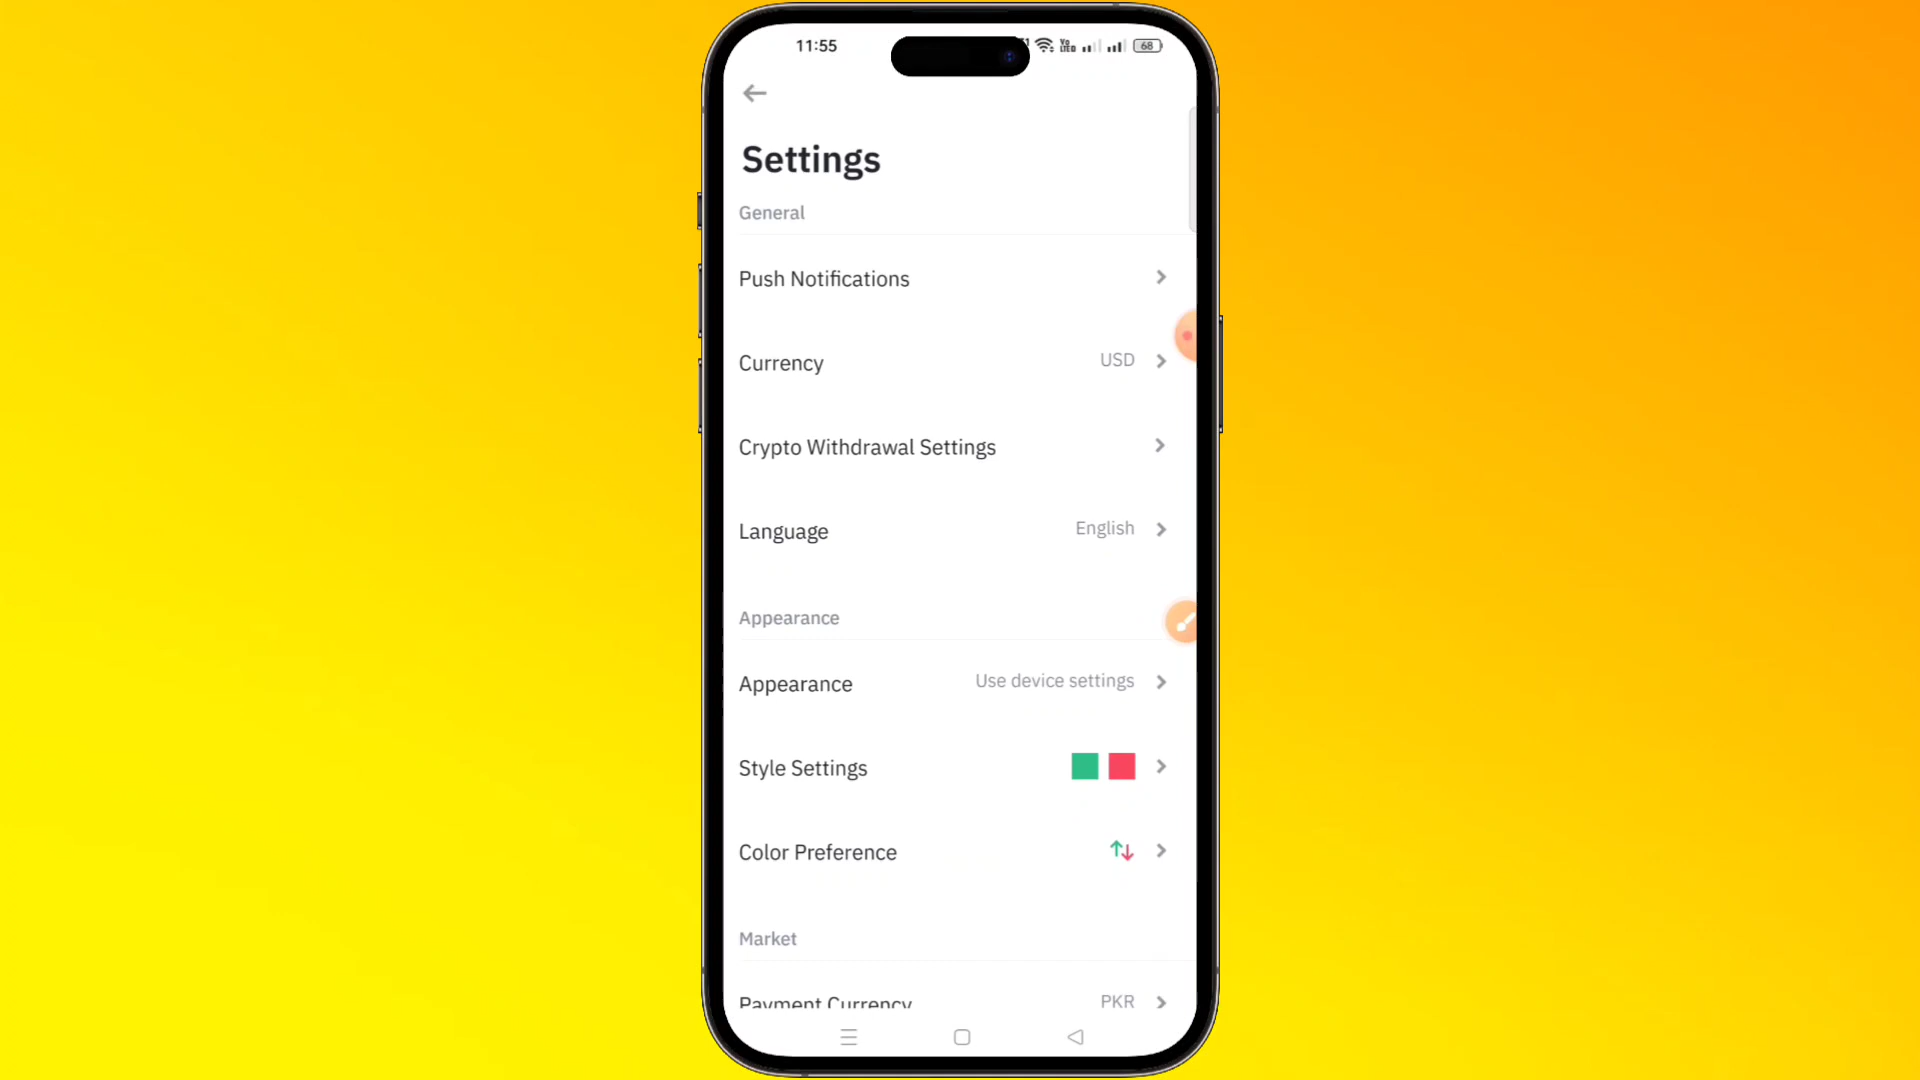 11:55
68
Settings
General
Push Notifications
Currency USD
Crypto Withdrawal Settings
Language English
Appearance
Appearance Use device settings
Style Settings
Color Preference
Market
Payment Currency PKR